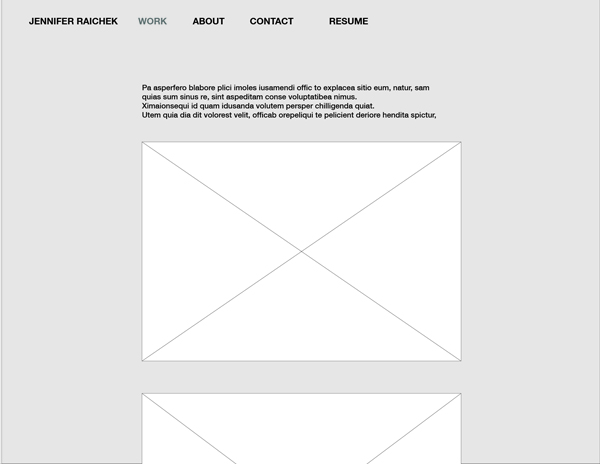 JENNIFER RAICHEK WORK ABOUT CONTACT RESUME
Pa asperfero blabore plici imoles iusamendi offic to explacea sitio eum, natur, sam
quias sum sinus re, sint aspeditam conse voluptatibea nimus.
Ximaionsequi id quam idusanda volutem persper chilligenda quiat.
Utem quia dia dit volorest velit, officab orepeliqui te pelicient deriore hendita spictur,